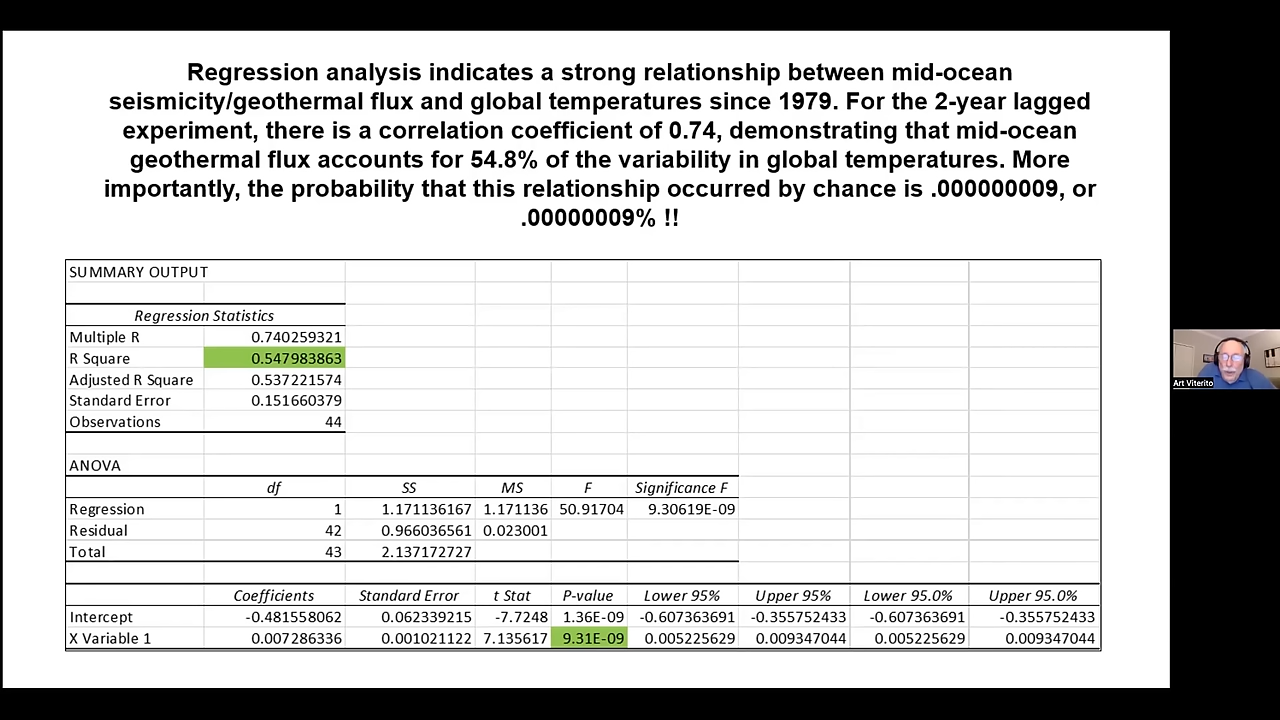 Regression analysis indicates a strong relationship between mid-ocean
seismicity/geothermal flux and global temperatures since 1979. For the 2-year lagged
experiment, there is a correlation coefficient of 0.74, demonstrating that mid-ocean
geothermal flux accounts for 54.8% of the variability in global temperatures. More
importantly, the probability that this relationship occurred by chance is .000000009, or
.00000009% !!
SUMMARY OUTPUT
Regression Statistics
Multiple R 0.740259321
R Square 0.547983863
Adjusted R Square 0.537221574
Standard Error 0.151660379
Observations 44
ANOVA
df SS MS F Significance F
Regression 1 1.171136167 1.171136 50.91704 9.30619E-09
Residual 42 0.966036561 0.023001
Total 43 2.137172727
Coefficients Standard Error t Stat P-value Lower 95% Upper 95% Lower 95.0% Upper 95.0%
Intercept -0.481558062 0.062339215 -7.7248 1.36E-09 -0.607363691 -0.355752433 -0.607363691 -0.355752433
X Variable 1 0.007286336 0.001021122 7.135617 9.31E-09 0.005225629 0.009347044 0.005225629 0.009347044
Art Viterito